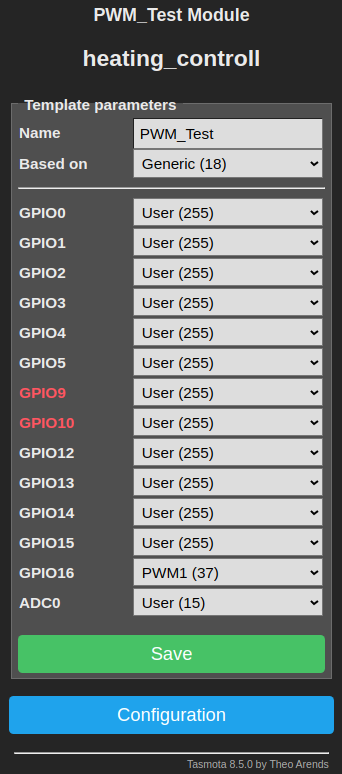 PWM_Test Module
heating_controll
Template parameters
Name PWM_Test
Based on Generic (18)
GPIO0 User (255)
GPIO1 User (255)
GPIO2 User (255)
GPIO3 User (255)
GPIO4 User (255)
GPIO5 User (255)
GPIO9 User (255)
GPIO10 User (255)
GPIO12 User (255)
GPIO13 User (255)
GPIO14 User (255)
GPIO15 User (255)
GPIO16 PWM1 (37)
ADC0 User (15)
Save
Configuration
Tasmota 8.5.0 by Theo Arends